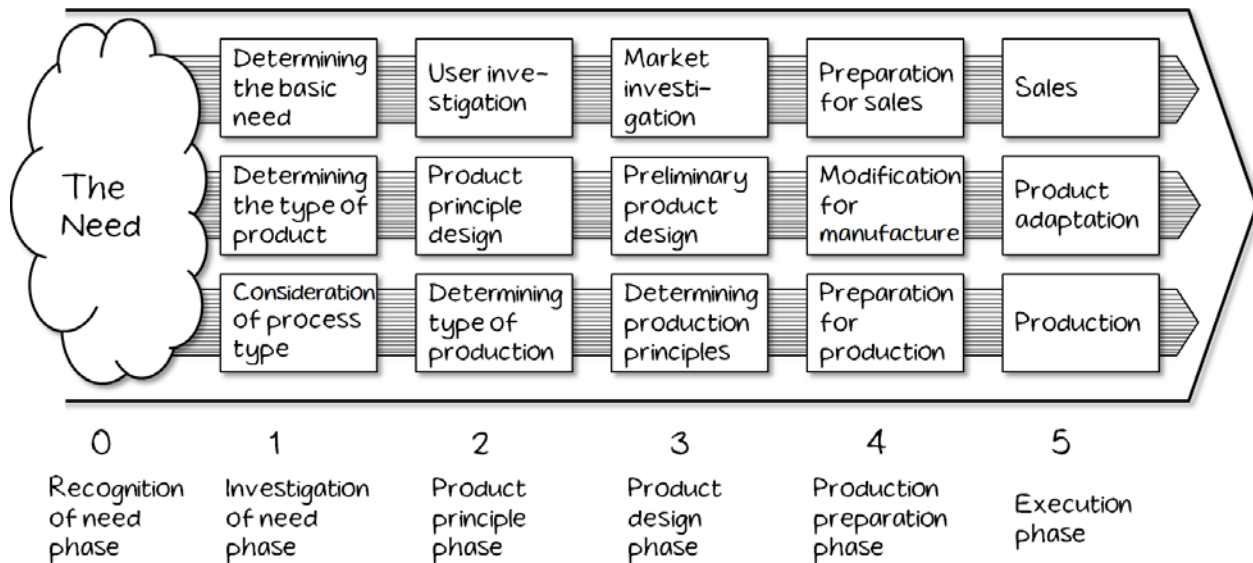 The
Need
Determining
the basic
need
User inve-
stigation
Market
investi-
gation
Preparation
for sales
Sales
Determining
the type of
product
Product
principle
design
Preliminary
product
design
Modification
for
manufacture
Product
adaptation
Consideration
of process
type
Determining
type of
production
Determining
production
principles
Preparation
for
production
Production
0
Recognition
of need
phase
1
Investigation
of need
phase
2
Product
principle
phase
3
Product
design
phase
4
Production
preparation
phase
5
Execution
phase